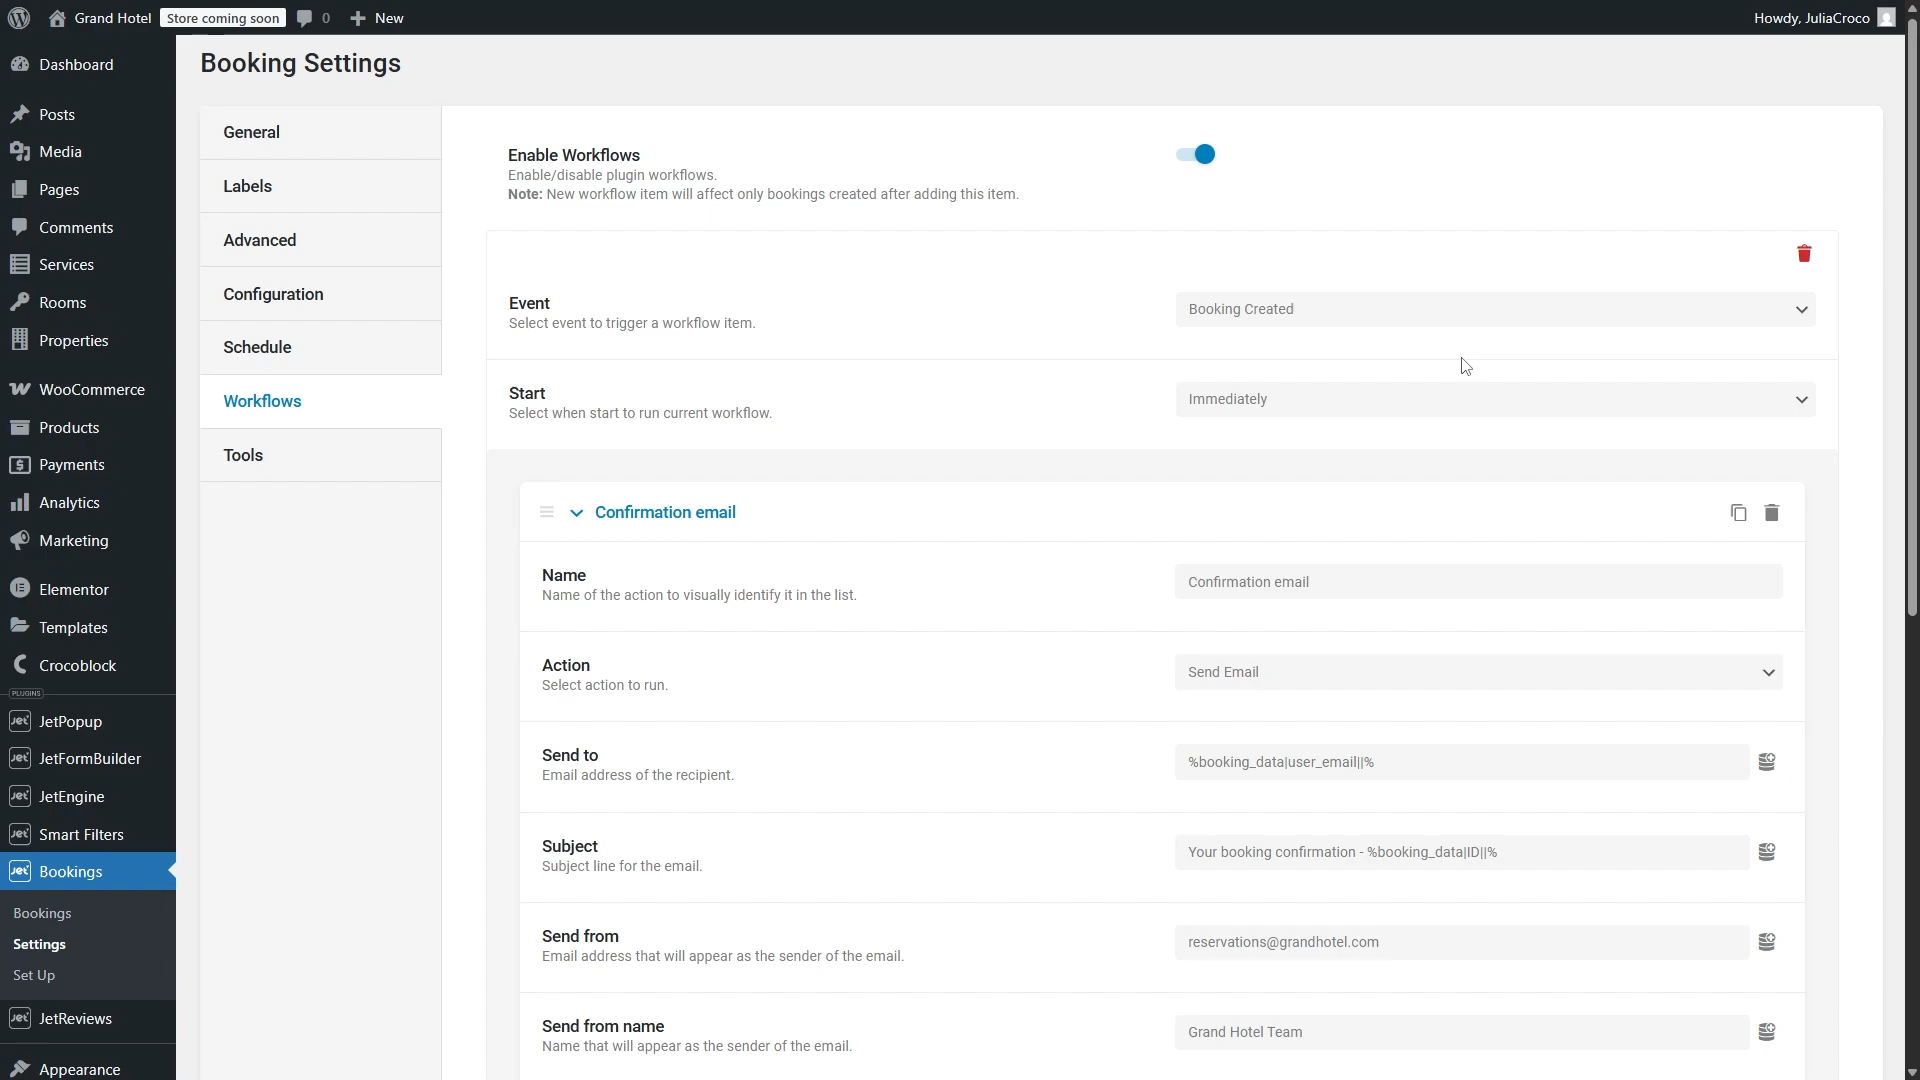 Grand Hotel
Store coming soon
0
New
Howdy, JuliaCroco
Dashboard
Posts
Media
Pages
Comments
Services
Rooms
Properties
WooCommerce
Products
Payments
Analytics
Marketing
Elementor
Templates
Crocoblock
PLUGINS
Jet JetPopup
Jet JetFormBuilder
Jet JetEngine
Jet Smart Filters
Jet Bookings
Bookings
Settings
Set Up
Jet JetReviews
Appearance
Booking Settings
General
Labels
Advanced
Configuration
Schedule
Workflows
Tools
Enable Workflows
Enable/disable plugin workflows.
Note: New workflow item will affect only bookings created after adding this item.
Event
Select event to trigger a workflow item.
Booking Created
Start
Select when start to run current workflow.
Immediately
Confirmation email
Name
Name of the action to visually identify it in the list.
Confirmation email
Action
Select action to run.
Send Email
Send to
Email address of the recipient.
%booking_data|user_email||%
Subject
Subject line for the email.
Your booking confirmation - %booking_data|ID||%
Send from
Email address that will appear as the sender of the email.
reservations@grandhotel.com
Send from name
Name that will appear as the sender of the email.
Grand Hotel Team